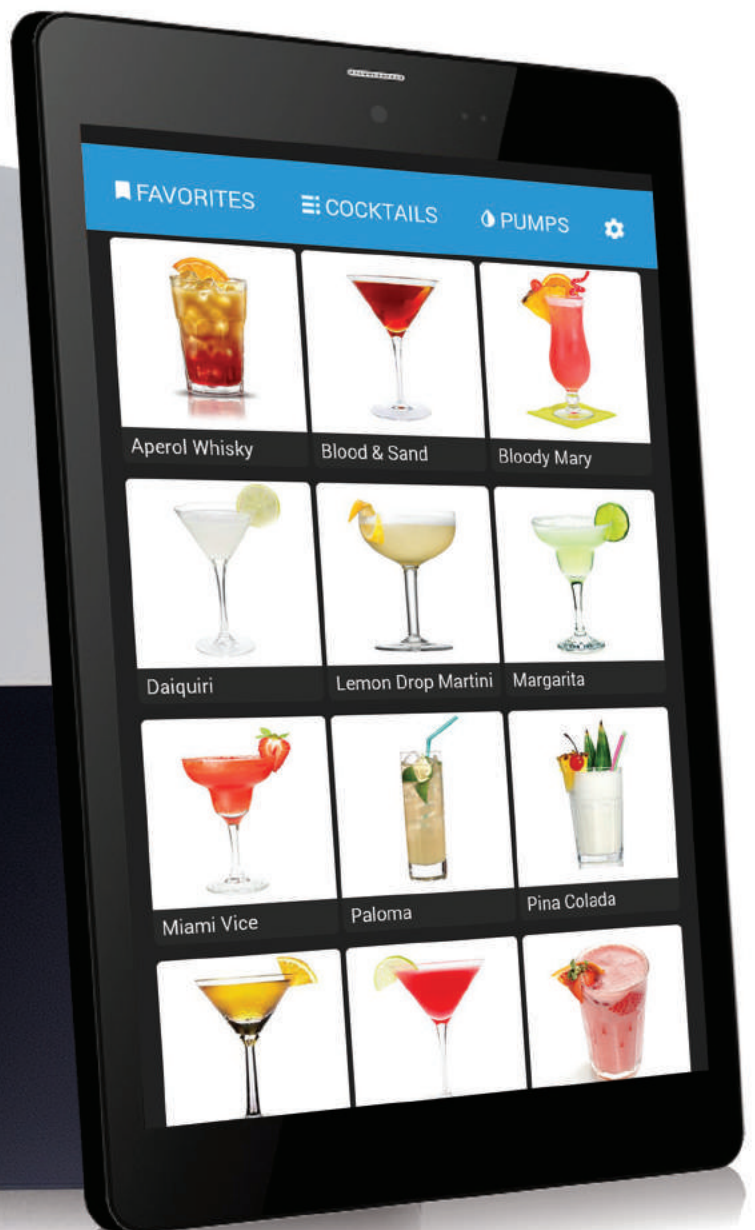 FAVORITES COCKTAILS PUMPS
Aperol Whisky Blood & Sand Bloody Mary
Daiquiri Lemon Drop Martini Margarita
Miami Vice Paloma Pina Colada